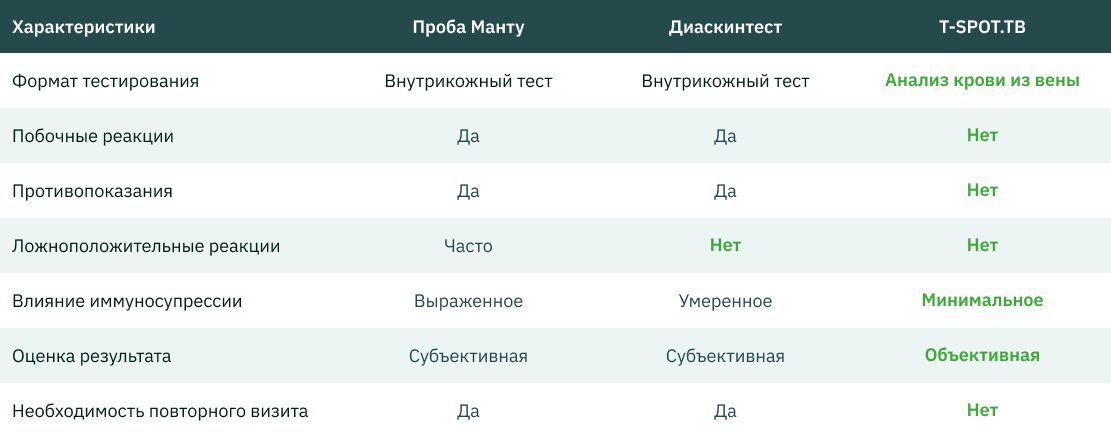 Характеристики Проба Манту Диаскинтест T-SPOT.TB
Формат тестирования Внутрикожный тест Внутрикожный тест Анализ крови из вены
Побочные реакции Да Да Нет
Противопоказания Да Да Нет
Ложноположительные реакции Часто Нет Нет
Влияние иммуносупрессии Выраженное Умеренное Минимальное
Оценка результата Субъективная Субъективная Объективная
Необходимость повторного визита Да Да Нет